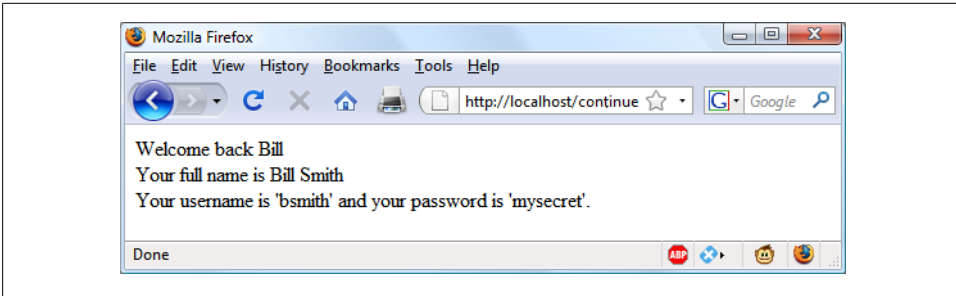 Mozilla Firefox
File Edit View History Bookmarks Tools Help
http://localhost/continue G Google
Welcome back Bill
Your full name is Bill Smith
Your username is 'bsmith' and your password is 'mysecret'.
Done ABP